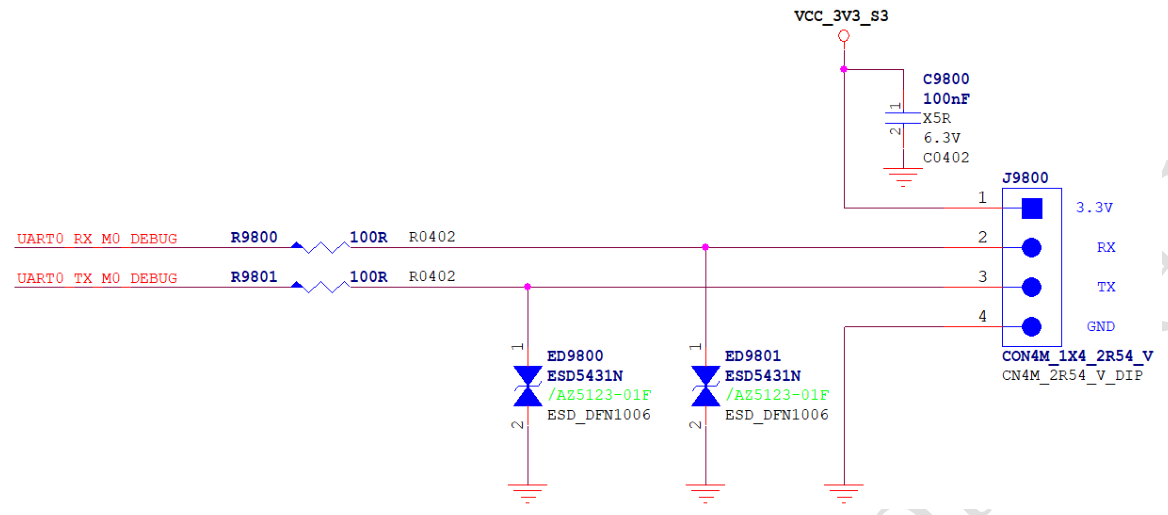 VCC_3V3_S3
C9800
100nF
X5R
6.3V
C0402
1
2
J9800
1
3.3V
UART0_RX_M0_DEBUG
R9800
100R
R0402
2
RX
UART0_TX_M0_DEBUG
R9801
100R
R0402
3
TX
4
GND
CON4M_1X4_2R54_V
CN4M_2R54_V_DIP
1
ED9800
ESD5431N
/AZ5123-01F
ESD_DFN1006
2
1
ED9801
ESD5431N
/AZ5123-01F
ESD_DFN1006
2